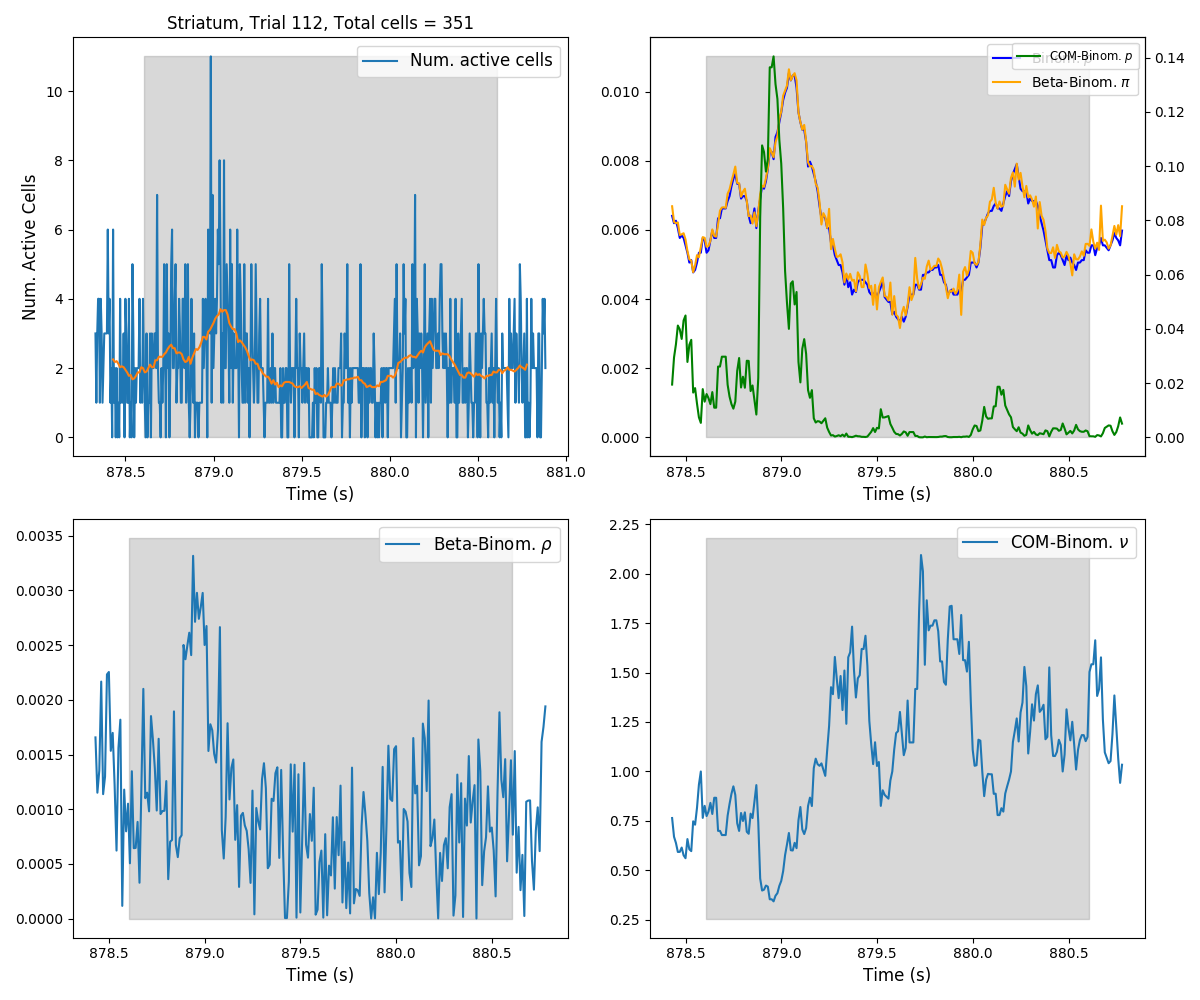 Striatum, Trial 112, Total cells = 351
Num. active cells
Num. Active Cells
10
8
6
4
2
0
878.5 879.0 879.5 880.0 880.5 881.0
Time (s)
COM-Binom. p
Beta-Binom. π
0.010
0.008
0.006
0.004
0.002
0.000
0.14
0.12
0.10
0.08
0.06
0.04
0.02
0.00
878.5 879.0 879.5 880.0 880.5
Time (s)
Beta-Binom. ρ
0.0035
0.0030
0.0025
0.0020
0.0015
0.0010
0.0005
0.0000
878.5 879.0 879.5 880.0 880.5
Time (s)
COM-Binom. ν
2.25
2.00
1.75
1.50
1.25
1.00
0.75
0.50
0.25
878.5 879.0 879.5 880.0 880.5
Time (s)